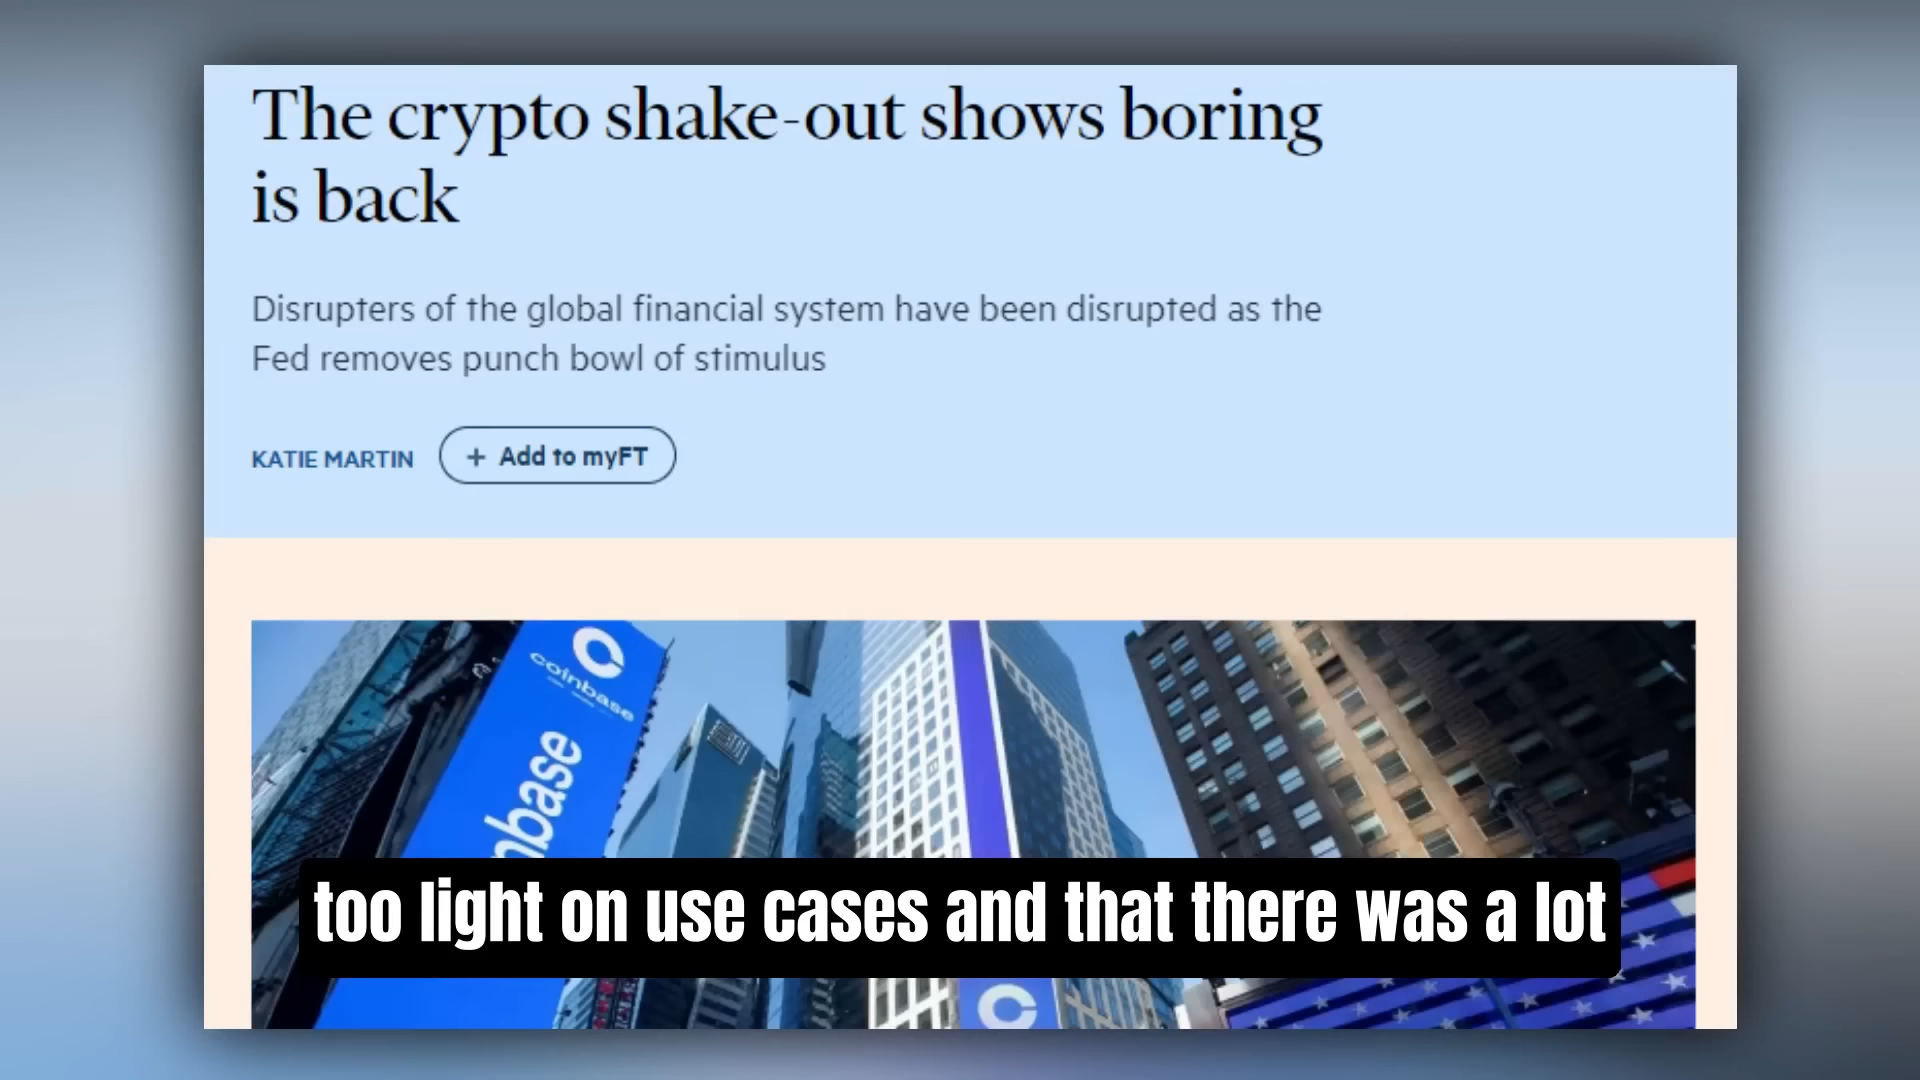 The crypto shake-out shows boring
is back
Disrupters of the global financial system have been disrupted as the
Fed removes punch bowl of stimulus
KATIE MARTIN + Add to myFT
coinbase
nbase
too light on use cases and that there was a lot